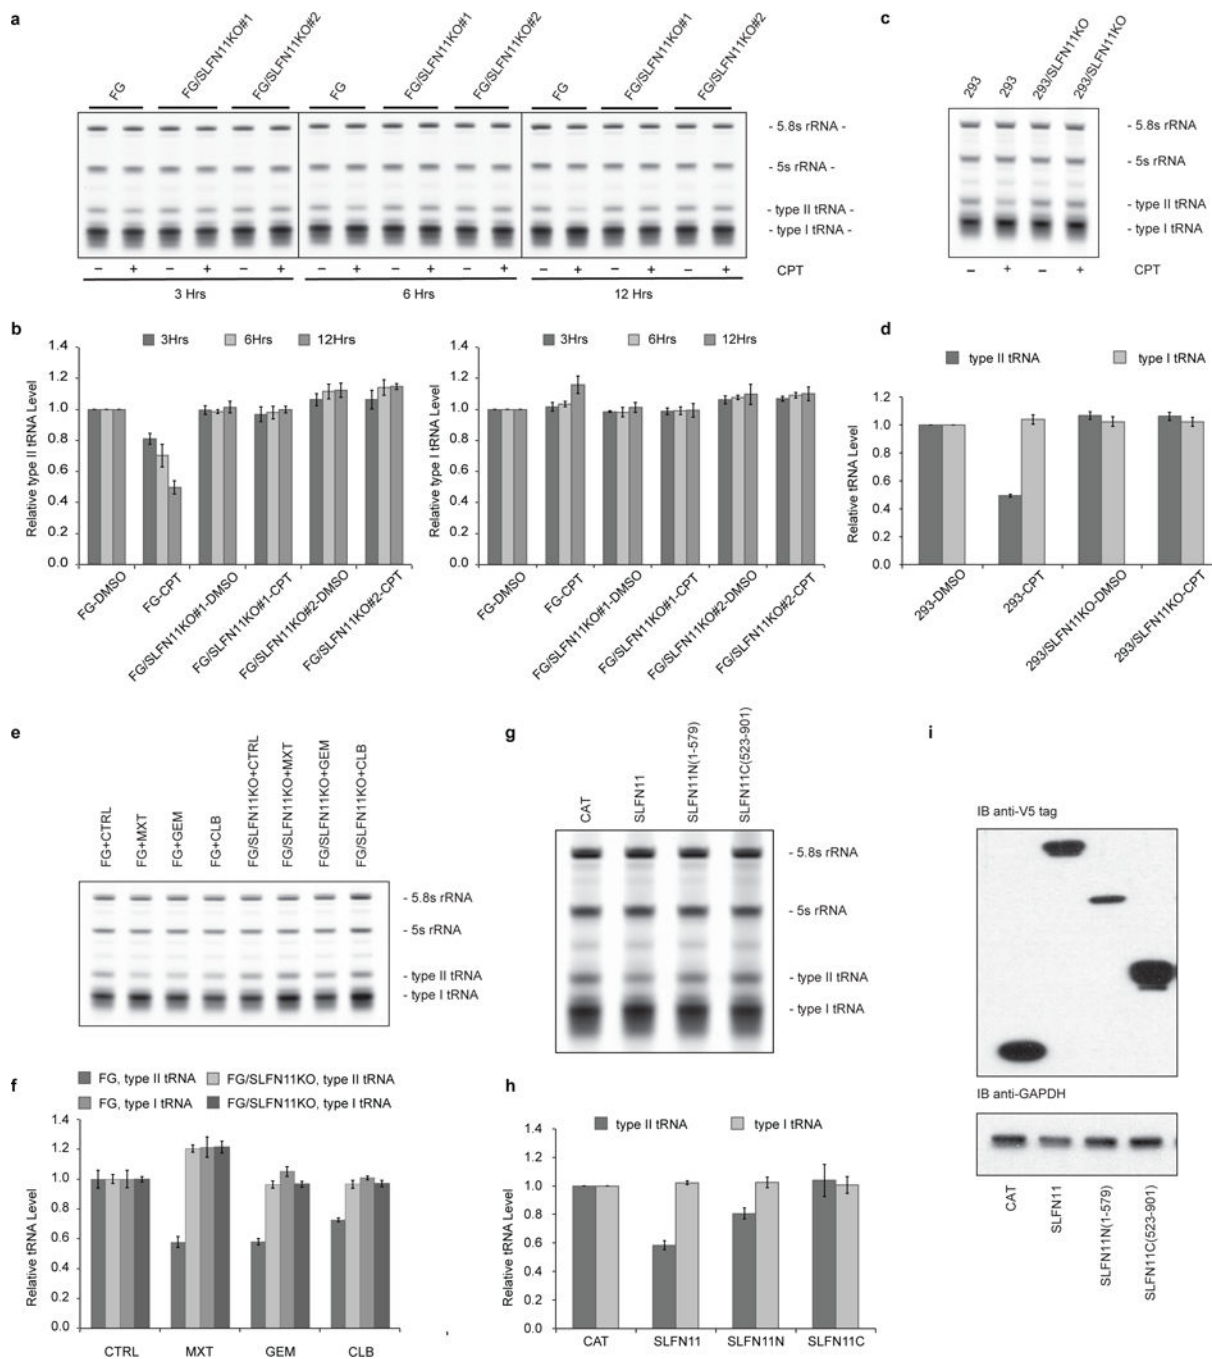 a
FG
FG/SLFN11KO#1
FG/SLFN11KO#2
FG
FG/SLFN11KO#1
FG/SLFN11KO#2
FG
FG/SLFN11KO#1
FG/SLFN11KO#2
- 5.8s rRNA -
- 5s rRNA -
- type II tRNA -
- type I tRNA -
– + – + – + – + – + – + – + – + – + CPT
3 Hrs 6 Hrs 12 Hrs
c
293
293
293/SLFN11KO
293/SLFN11KO
- 5.8s rRNA
- 5s rRNA
- type II tRNA
- type I tRNA
– + – + CPT
b
3Hrs 6Hrs 12Hrs
Relative type II tRNA Level
1.4
1.2
1.0
0.8
0.6
0.4
0.2
0.0
FG-DMSO
FG-CPT
FG/SLFN11KO#1-DMSO
FG/SLFN11KO#1-CPT
FG/SLFN11KO#2-DMSO
FG/SLFN11KO#2-CPT
3Hrs 6Hrs 12Hrs
Relative type I tRNA Level
1.4
1.2
1.0
0.8
0.6
0.4
0.2
0.0
FG-DMSO
FG-CPT
FG/SLFN11KO#1-DMSO
FG/SLFN11KO#1-CPT
FG/SLFN11KO#2-DMSO
FG/SLFN11KO#2-CPT
d
type II tRNA type I tRNA
Relative tRNA Level
1.4
1.2
1.0
0.8
0.6
0.4
0.2
0.0
293-DMSO
293-CPT
293/SLFN11KO-DMSO
293/SLFN11KO-CPT
e
FG+CTRL
FG+MXT
FG+GEM
FG+CLB
FG/SLFN11KO+CTRL
FG/SLFN11KO+MXT
FG/SLFN11KO+GEM
FG/SLFN11KO+CLB
- 5.8s rRNA
- 5s rRNA
- type II tRNA
- type I tRNA
g
CAT
SLFN11
SLFN11N(1-579)
SLFN11C(523-901)
- 5.8s rRNA
- 5s rRNA
- type II tRNA
- type I tRNA
i
IB anti-V5 tag
IB anti-GAPDH
CAT
SLFN11
SLFN11N(1-579)
SLFN11C(523-901)
f
FG, type II tRNA FG/SLFN11KO, type II tRNA
FG, type I tRNA FG/SLFN11KO, type I tRNA
Relative tRNA Level
1.4
1.2
1.0
0.8
0.6
0.4
0.2
0.0
CTRL MXT GEM CLB
h
type II tRNA type I tRNA
Relative tRNA Level
1.4
1.2
1.0
0.8
0.6
0.4
0.2
0.0
CAT SLFN11 SLFN11N SLFN11C